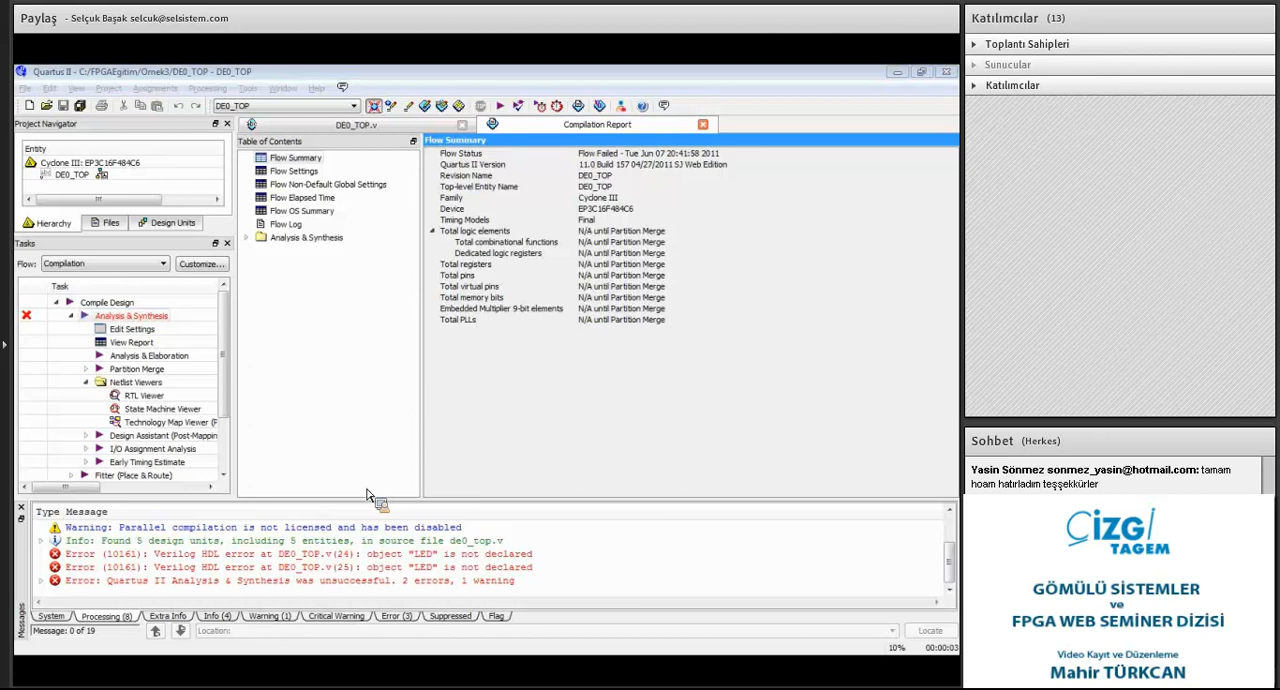 Paylaş - Selçuk Başak selcuk@selsistem.com
Quartus II - C:/FPGAEgitim/Ornek3/DE0_TOP - DE0_TOP
File Edit View Project Assignments Processing Tools Window Help
DE0_TOP
Project Navigator
Entity
Cyclone III: EP3C16F484C6
DE0_TOP
Hierarchy Files Design Units
Tasks
Flow: Compilation Customize...
Task
Compile Design
Analysis & Synthesis
Edit Settings
View Report
Analysis & Elaboration
Partition Merge
Netlist Viewers
RTL Viewer
State Machine Viewer
Technology Map Viewer (F
Design Assistant (Post-Mappin
I/O Assignment Analysis
Early Timing Estimate
Fitter (Place & Route)
DE0_TOP.v
Compilation Report
Table of Contents
Flow Summary
Flow Settings
Flow Non-Default Global Settings
Flow Elapsed Time
Flow OS Summary
Flow Log
Analysis & Synthesis
Flow Summary
Flow Status Flow Failed - Tue Jun 07 20:41:58 2011
Quartus II Version 11.0 Build 157 04/27/2011 SJ Web Edition
Revision Name DE0_TOP
Top-level Entity Name DE0_TOP
Family Cyclone III
Device EP3C16F484C6
Timing Models Final
Total logic elements N/A until Partition Merge
Total combinational functions N/A until Partition Merge
Dedicated logic registers N/A until Partition Merge
Total registers N/A until Partition Merge
Total pins N/A until Partition Merge
Total virtual pins N/A until Partition Merge
Total memory bits N/A until Partition Merge
Embedded Multiplier 9-bit elements N/A until Partition Merge
Total PLLs N/A until Partition Merge
Type Message
Warning: Parallel compilation is not licensed and has been disabled
Info: Found 5 design units, including 5 entities, in source file de0_top.v
Error (10161): Verilog HDL error at DE0_TOP.v(24): object "LED" is not declared
Error (10161): Verilog HDL error at DE0_TOP.v(25): object "LED" is not declared
Error: Quartus II Analysis & Synthesis was unsuccessful. 2 errors, 1 warning
System Processing (8) Extra Info Info (4) Warning (1) Critical Warning Error (3) Suppressed Flag
Messages
Message: 0 of 19 Location: Locate
10% 00:00:03
Katılımcılar (13)
Toplantı Sahipleri
Sunucular
Katılımcılar
Sohbet (Herkes)
Yasin Sönmez sonmez_yasin@hotmail.com: tamam
hoam hatırladım teşşekkürler
ÇİZGİ
TAGEM
GÖMÜLÜ SİSTEMLER
ve
FPGA WEB SEMİNER DİZİSİ
Video Kayıt ve Düzenleme
Mahir TÜRKCAN